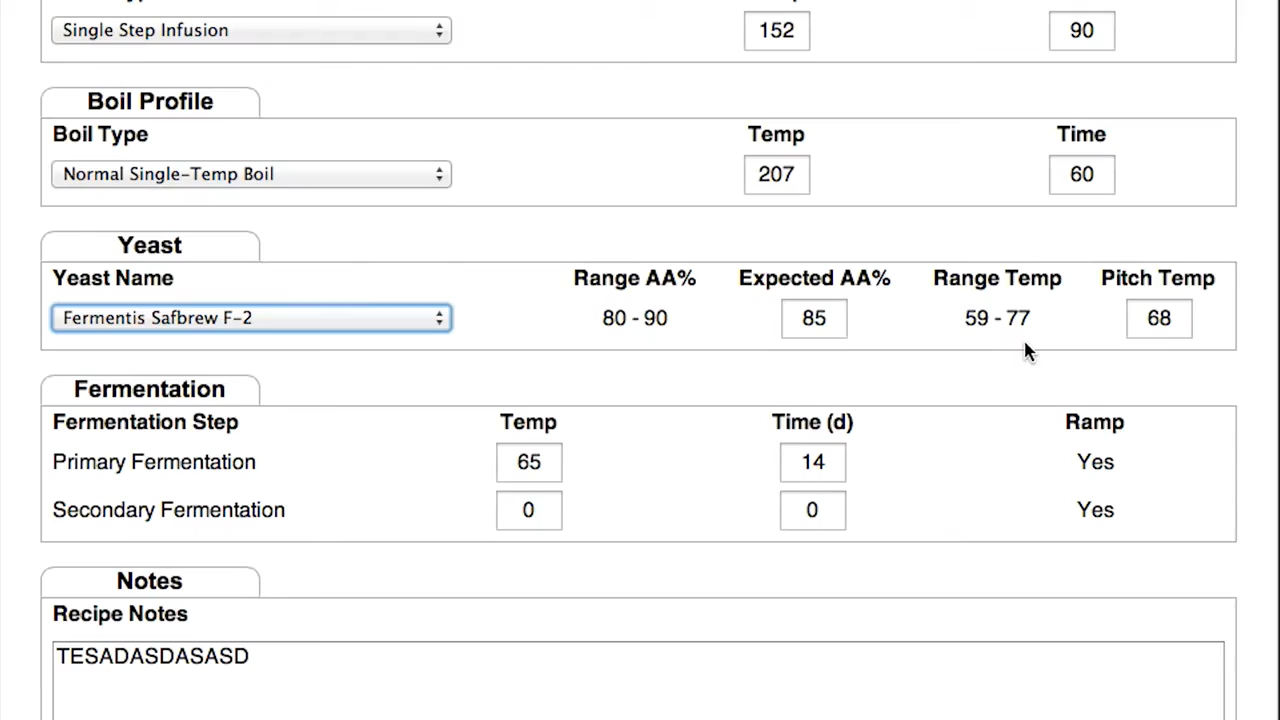 Single Step Infusion 152 90
Boil Profile
Boil Type Temp Time
Normal Single-Temp Boil 207 60
Yeast
Yeast Name Range AA% Expected AA% Range Temp Pitch Temp
Fermentis Safbrew F-2 80 - 90 85 59 - 77 68
Fermentation
Fermentation Step Temp Time (d) Ramp
Primary Fermentation 65 14 Yes
Secondary Fermentation 0 0 Yes
Notes
Recipe Notes
TESADASDASASD